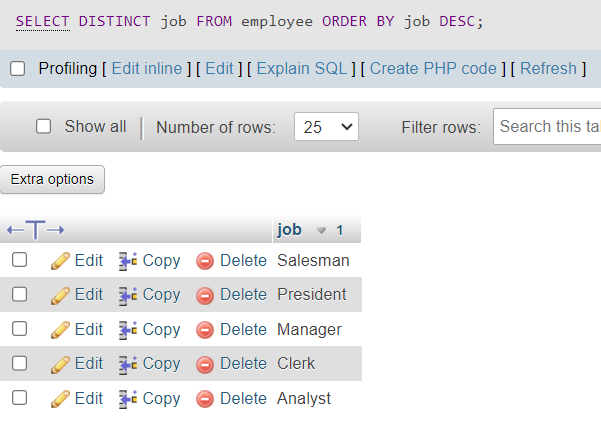 SELECT DISTINCT job FROM employee ORDER BY job DESC;
Profiling [ Edit inline ] [ Edit ] [ Explain SQL ] [ Create PHP code ] [ Refresh ]
Show all Number of rows: 25 Filter rows: Search this
Extra options
job 1
Edit Copy Delete Salesman
Edit Copy Delete President
Edit Copy Delete Manager
Edit Copy Delete Clerk
Edit Copy Delete Analyst